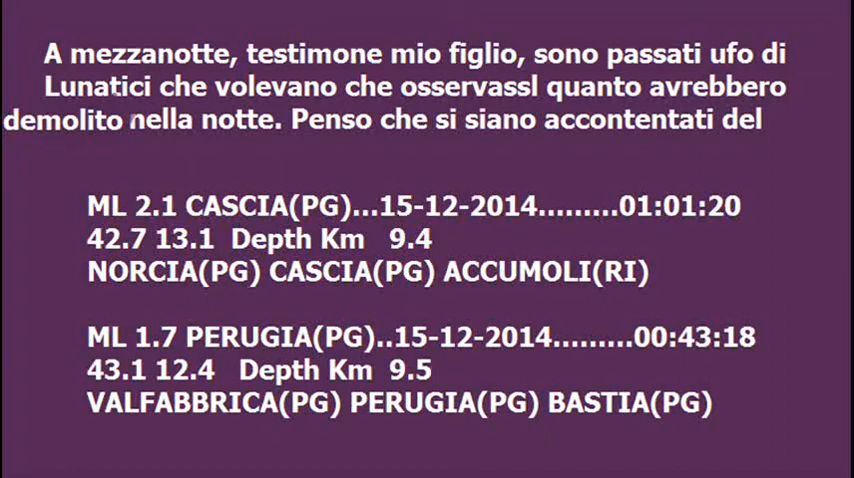 A mezzanotte, testimone mio figlio, sono passati ufo di
Lunatici che volevano che osservassl quanto avrebbero
demolito nella notte. Penso che si siano accontentati del
ML 2.1 CASCIA(PG)...15-12-2014.........01:01:20
42.7 13.1 Depth Km 9.4
NORCIA(PG) CASCIA(PG) ACCUMOLI(RI)
ML 1.7 PERUGIA(PG)..15-12-2014.........00:43:18
43.1 12.4 Depth Km 9.5
VALFABBRICA(PG) PERUGIA(PG) BASTIA(PG)